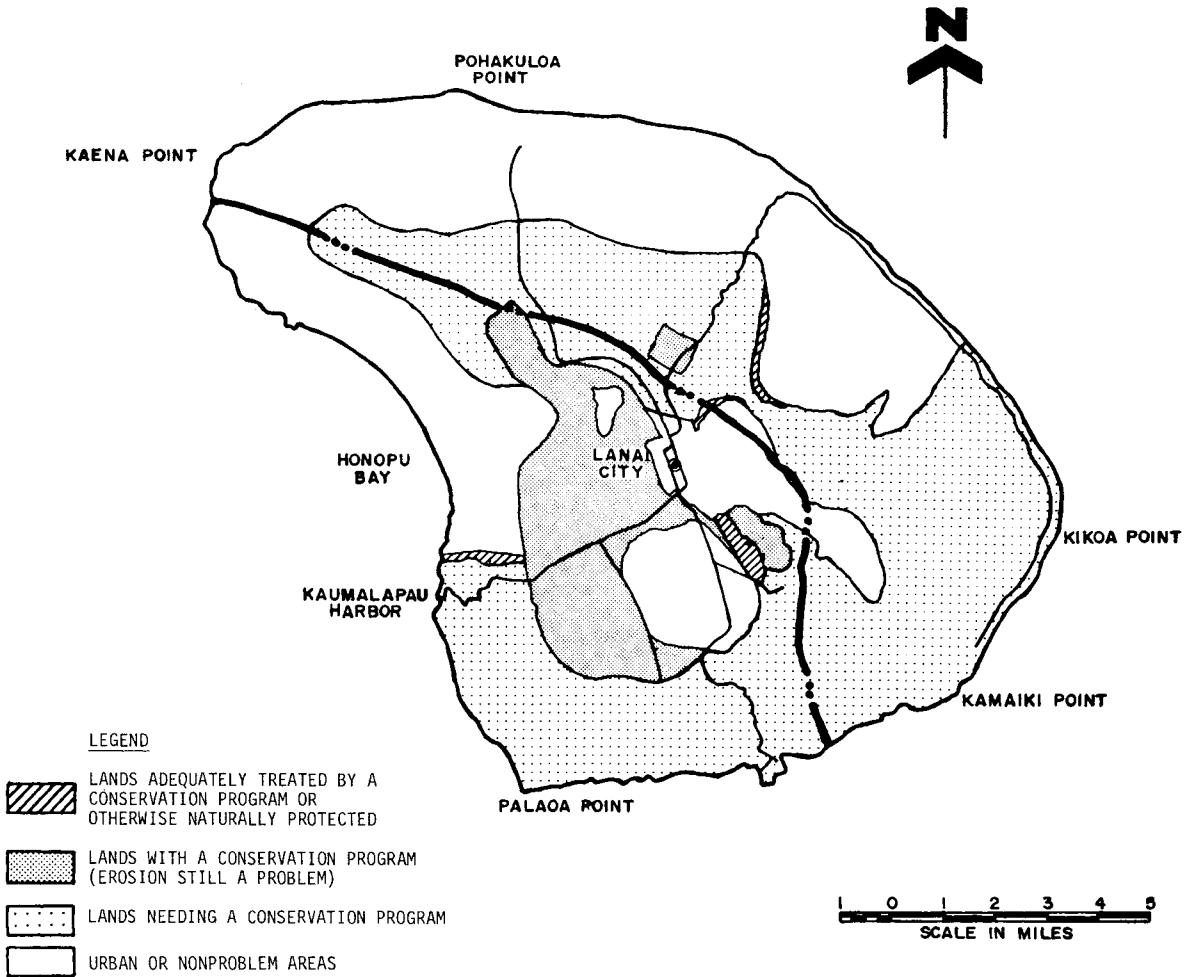 N
POHAKULOA
POINT
KAENA POINT
LANAI
CITY
HONOPU
BAY
KIKOA POINT
KAUMALAPAU
HARBOR
KAMAIKI POINT
PALAOA POINT
LEGEND
LANDS ADEQUATELY TREATED BY A
CONSERVATION PROGRAM OR
OTHERWISE NATURALLY PROTECTED
LANDS WITH A CONSERVATION PROGRAM
(EROSION STILL A PROBLEM)
LANDS NEEDING A CONSERVATION PROGRAM
URBAN OR NONPROBLEM AREAS
1 0 1 2 3 4 5
SCALE IN MILES